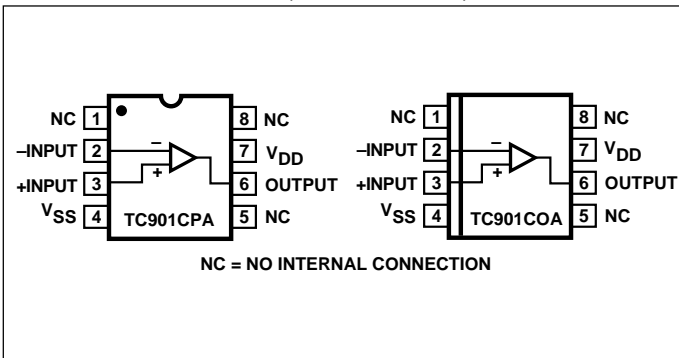 NC 1
8 NC
–INPUT 2
–
7 VDD
+INPUT 3
+
6 OUTPUT
VSS 4
TC901CPA
5 NC
NC 1
8 NC
–INPUT 2
–
7 VDD
+INPUT 3
+
6 OUTPUT
VSS 4
TC901COA
5 NC
NC = NO INTERNAL CONNECTION